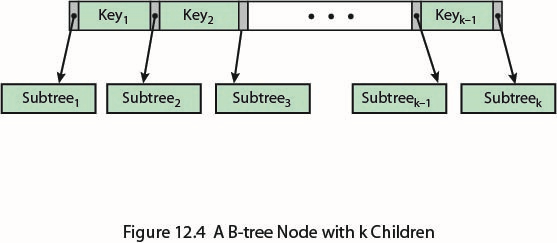 Key₁ Key₂ • • • Keyₖ₋₁
Subtree₁ Subtree₂ Subtree₃ Subtreeₖ₋₁ Subtreeₖ
Figure 12.4 A B-tree Node with k Children